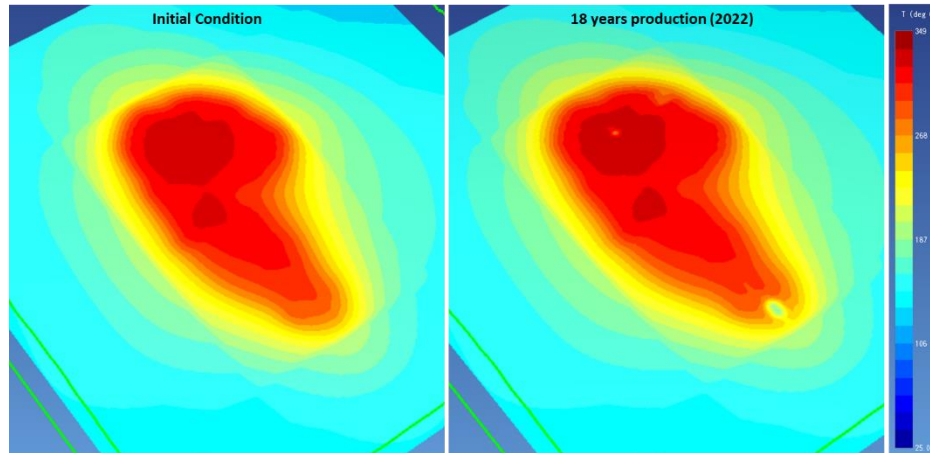 Initial Condition
18 years production (2022)
T (deg
349
268
187
106
25